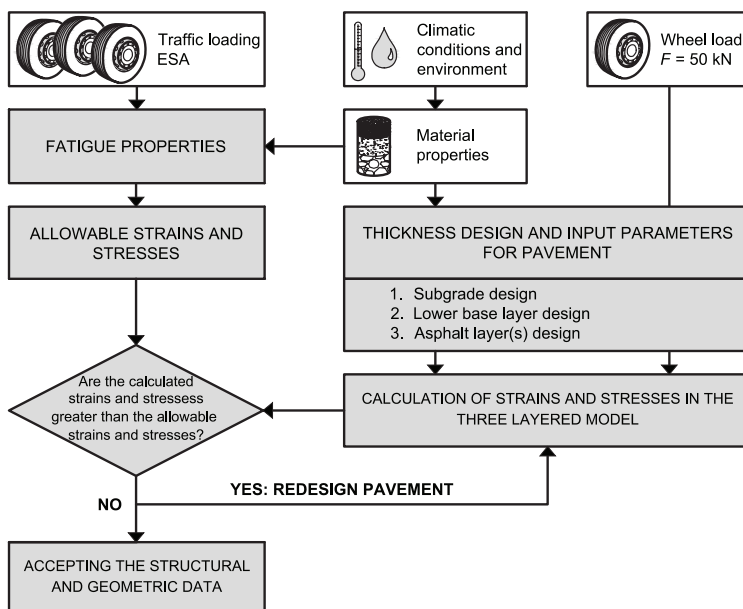 Traffic loading
ESA
Climatic
conditions and
environment
Wheel load
F = 50 kN
FATIGUE PROPERTIES
Material
properties
ALLOWABLE STRAINS AND
STRESSES
THICKNESS DESIGN AND INPUT PARAMETERS
FOR PAVEMENT
1. Subgrade design
2. Lower base layer design
3. Asphalt layer(s) design
Are the calculated
strains and stressess
greater than the allowable
strains and stresses?
CALCULATION OF STRAINS AND STRESSES IN THE
THREE LAYERED MODEL
YES: REDESIGN PAVEMENT
NO
ACCEPTING THE STRUCTURAL
AND GEOMETRIC DATA